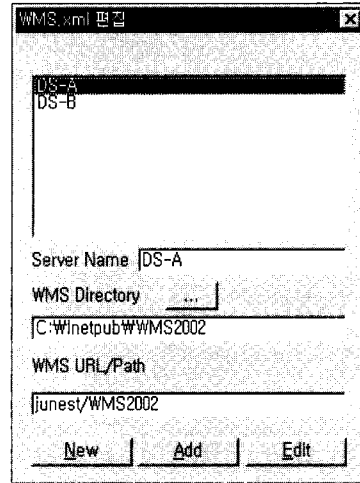 WMS.xml 편집
DS-A
DS-B
Server Name DS-A
WMS Directory ...
C:₩Inetpub₩WMS2002
WMS URL/Path
junest/WMS2002
New Add Edit